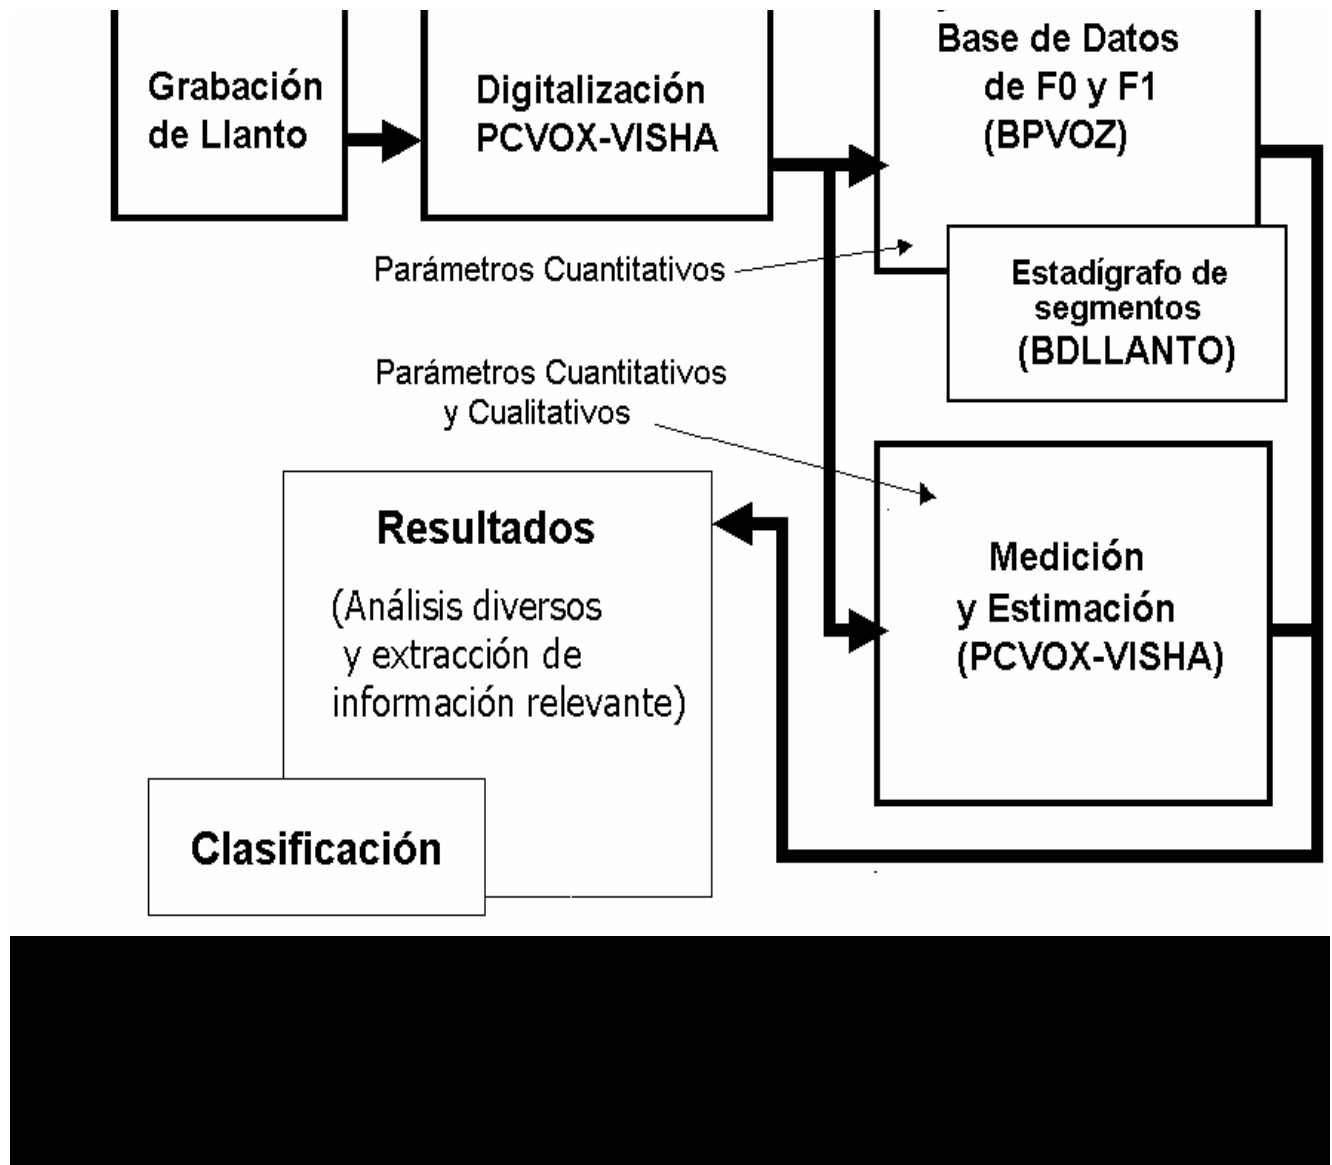 Grabación
de Llanto
Digitalización
PCVOX-VISHA
Base de Datos
de F0 y F1
(BPVOZ)
Parámetros Cuantitativos
Estadígrafo de
segmentos
(BDLLANTO)
Parámetros Cuantitativos
y Cualitativos
Medición
y Estimación
(PCVOX-VISHA)
Resultados
(Análisis diversos
y extracción de
información relevante)
Clasificación